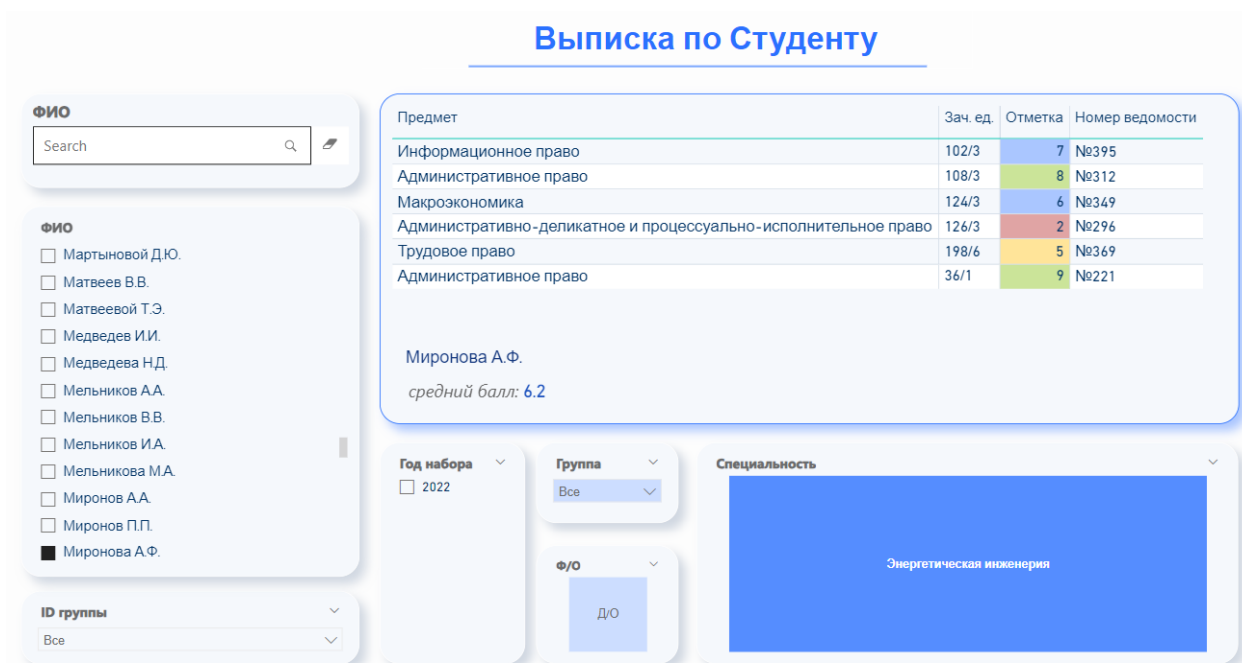 Выписка по Студенту
ФИО
Search
ФИО
Мартыновой Д.Ю.
Матвеев В.В.
Матвеевой Т.Э.
Медведев И.И.
Медведева Н.Д.
Мельников А.А.
Мельников В.В.
Мельников И.А.
Мельникова М.А.
Миронов А.А.
Миронов П.П.
Миронова А.Ф.
ID группы
Все
Предмет Зач. ед. Отметка Номер ведомости
Информационное право 102/3 7 №395
Административное право 108/3 8 №312
Макроэкономика 124/3 6 №349
Административно-деликатное и процессуально-исполнительное право 126/3 2 №296
Трудовое право 198/6 5 №369
Административное право 36/1 9 №221
Миронова А.Ф.
средний балл: 6.2
Год набора
2022
Группа
Все
Ф/О
Д/О
Специальность
Энергетическая инженерия